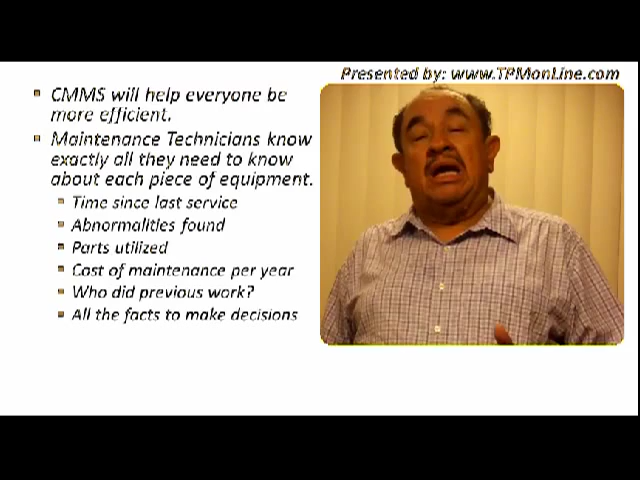 Presented by: www.TPMonLine.com
CMMS will help everyone be
more efficient.
Maintenance Technicians know
exactly all they need to know
about each piece of equipment.
Time since last service
Abnormalities found
Parts utilized
Cost of maintenance per year
Who did previous work?
All the facts to make decisions